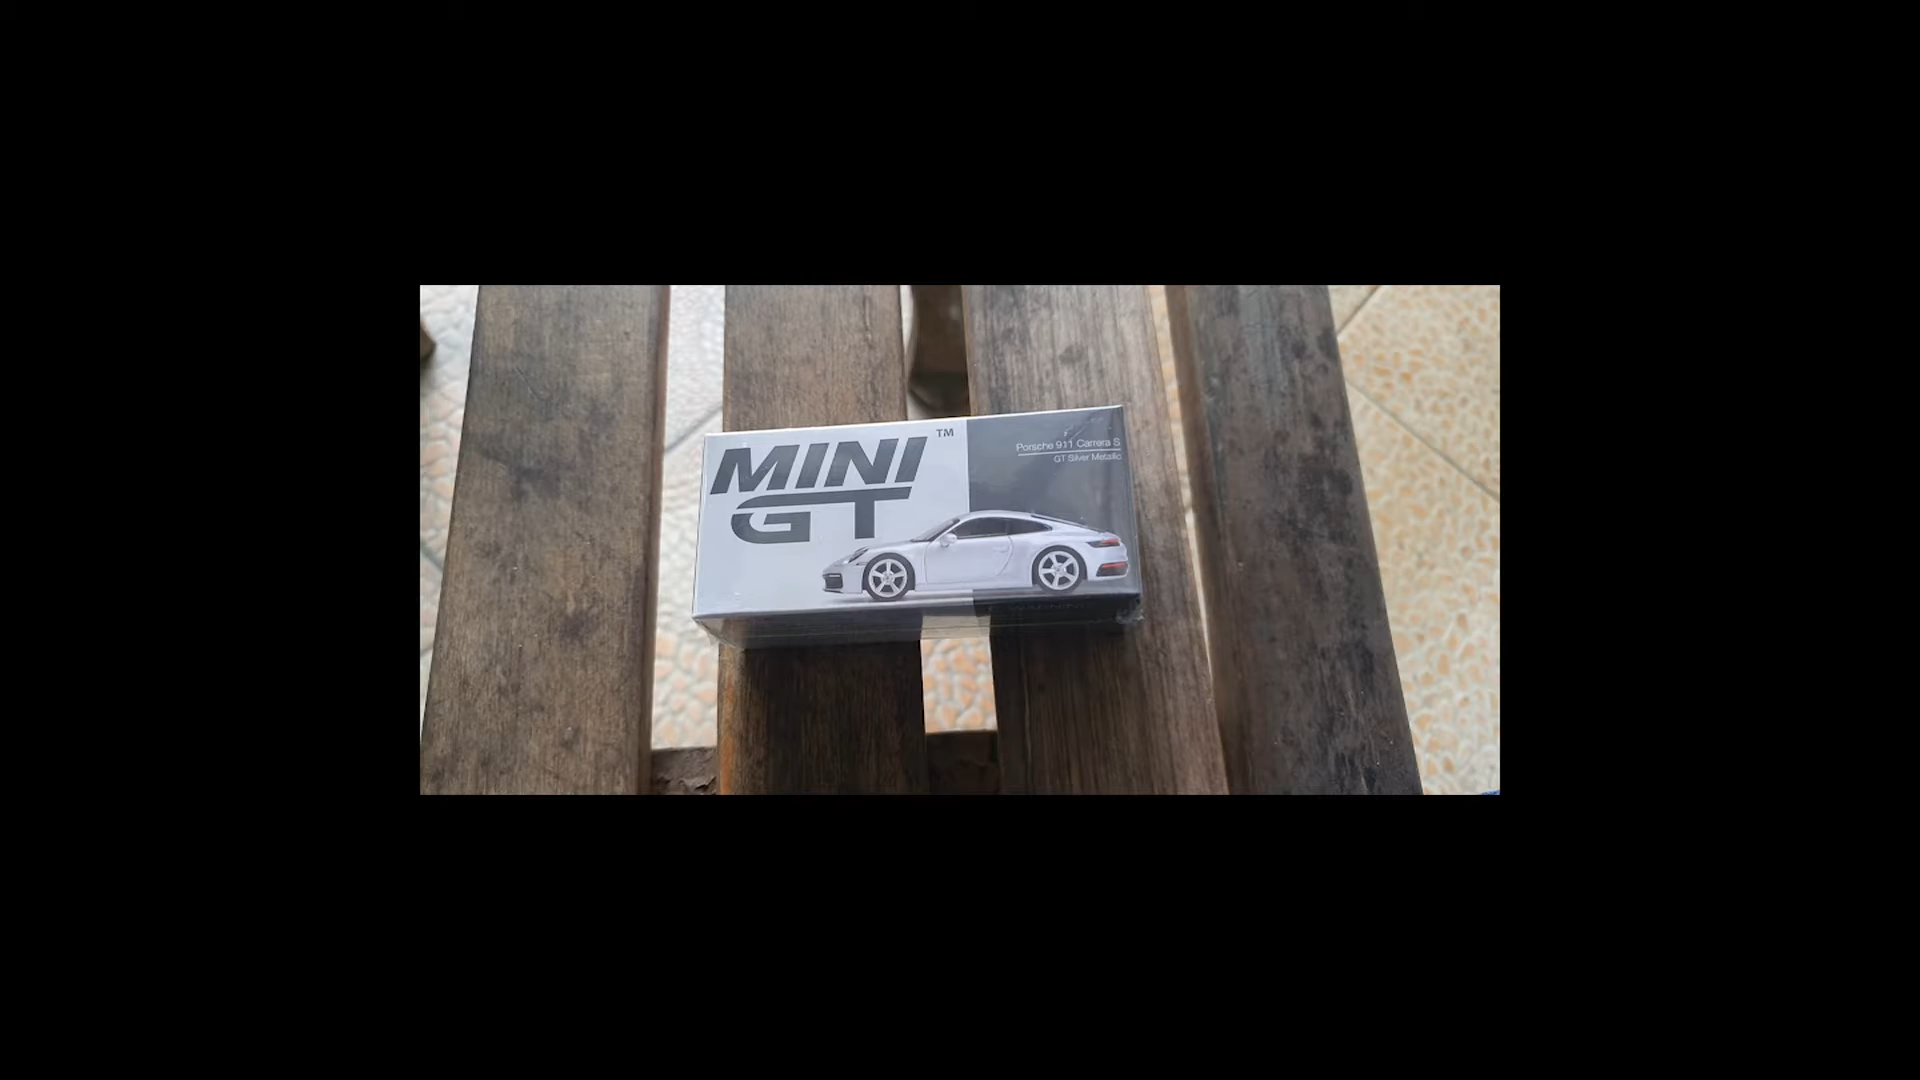 MINI
GT
TM
Porsche 911 Carrera S
GT Silver Metallic